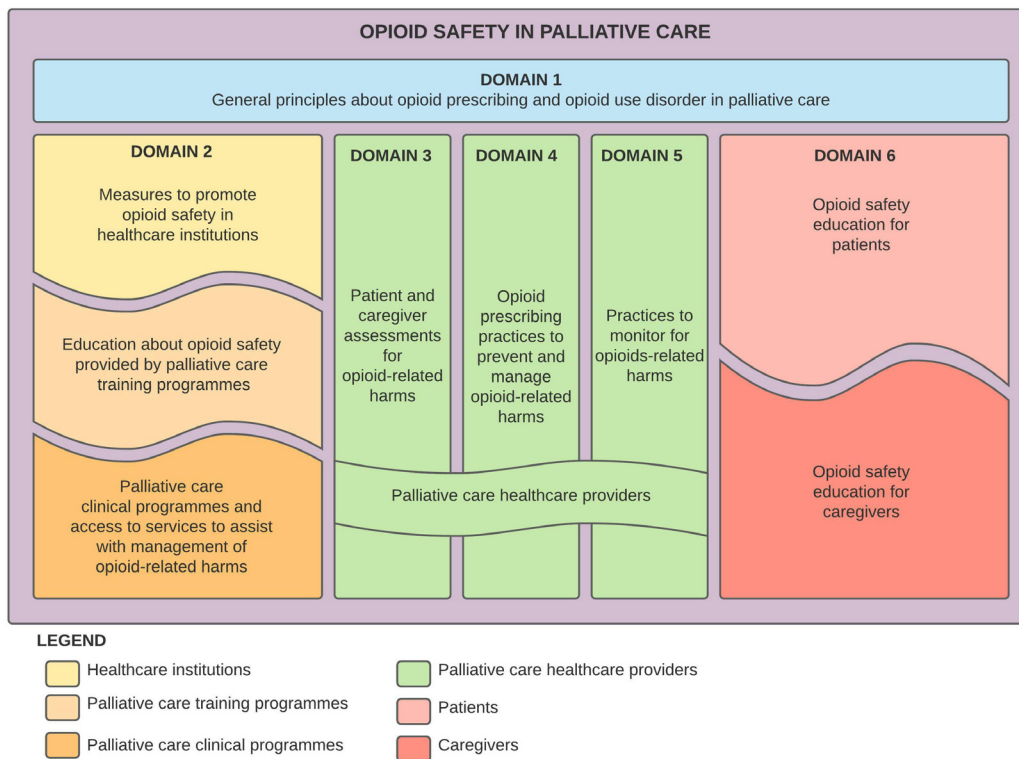 OPIOID SAFETY IN PALLIATIVE CARE
DOMAIN 1
General principles about opioid prescribing and opioid use disorder in palliative care
DOMAIN 2
Measures to promote
opioid safety in
healthcare institutions
Education about opioid safety
provided by palliative care
training programmes
Palliative care
clinical programmes and
access to services to assist
with management of
opioid-related harms
DOMAIN 3
Patient and
caregiver
assessments
for
opioid-related
harms
DOMAIN 4
Opioid
prescribing
practices to
prevent and
manage
opioid-related
harms
DOMAIN 5
Practices to
monitor for
opioids-related
harms
Palliative care healthcare providers
DOMAIN 6
Opioid safety
education for
patients
Opioid safety
education for
caregivers
LEGEND
Healthcare institutions
Palliative care training programmes
Palliative care clinical programmes
Palliative care healthcare providers
Patients
Caregivers